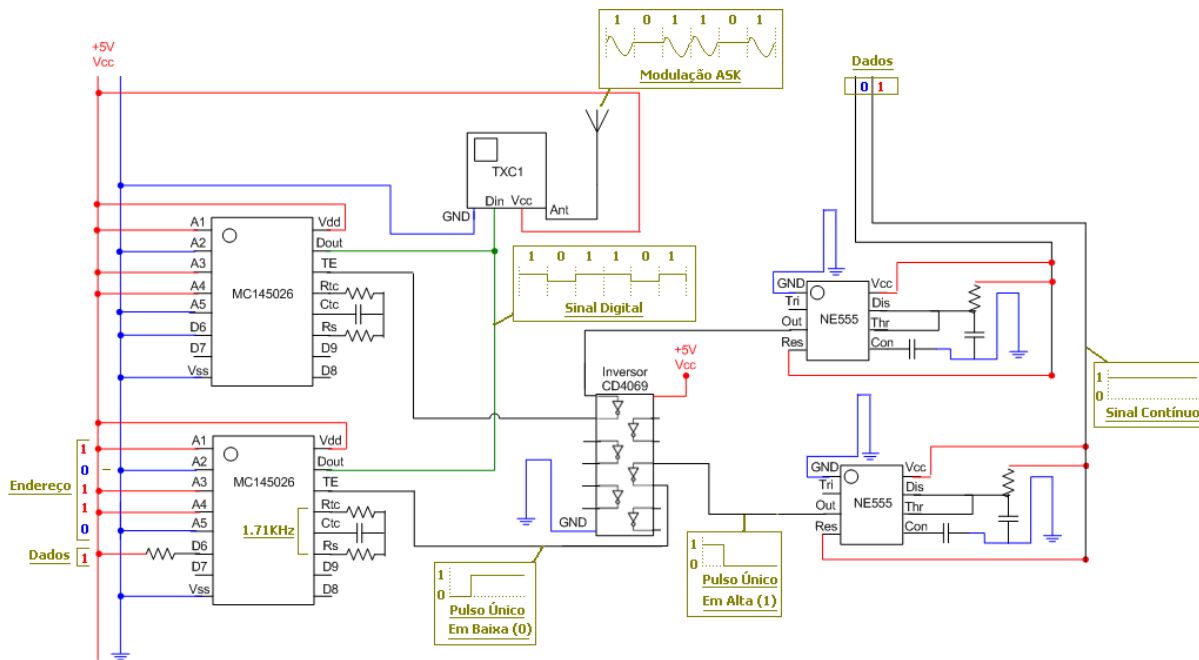 +5V
Vcc
1 0 1 1 0 1
Modulação ASK
Dados
0 1
TXC1
Din Vcc
GND
Ant
A1
A2
A3
A4
A5
D6
D7
Vss
MC145026
Vdd
Dout
TE
Rtc
Ctc
Rs
D9
D8
1 0 1 1 0 1
Sinal Digital
GND
Tri
Out
Res
NE555
Vcc
Dis
Thr
Con
+5V
Vcc
Inversor
CD4069
GND
1
0
Sinal Contínuo
Endereço
1
0
1
1
0
Dados
1
A1
A2
A3
A4
A5
D6
D7
Vss
MC145026
1.71KHz
Vdd
Dout
TE
Rtc
Ctc
Rs
D9
D8
1
0
Pulso Único
Em Baixa (0)
1
0
Pulso Único
Em Alta (1)
GND
Tri
Out
Res
NE555
Vcc
Dis
Thr
Con